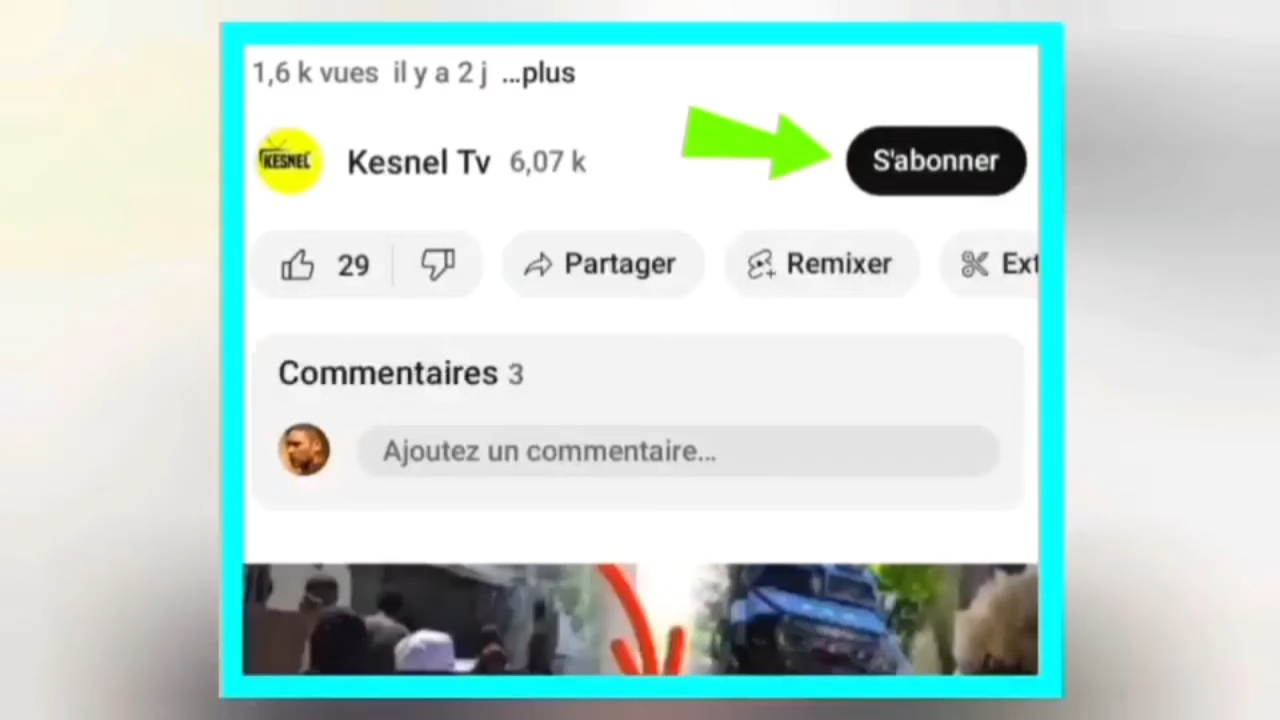 1,6 k vues il y a 2 j ...plus
KESNEL
Kesnel Tv 6,07 k
S'abonner
29
Partager
Remixer
Ext
Commentaires 3
Ajoutez un commentaire...